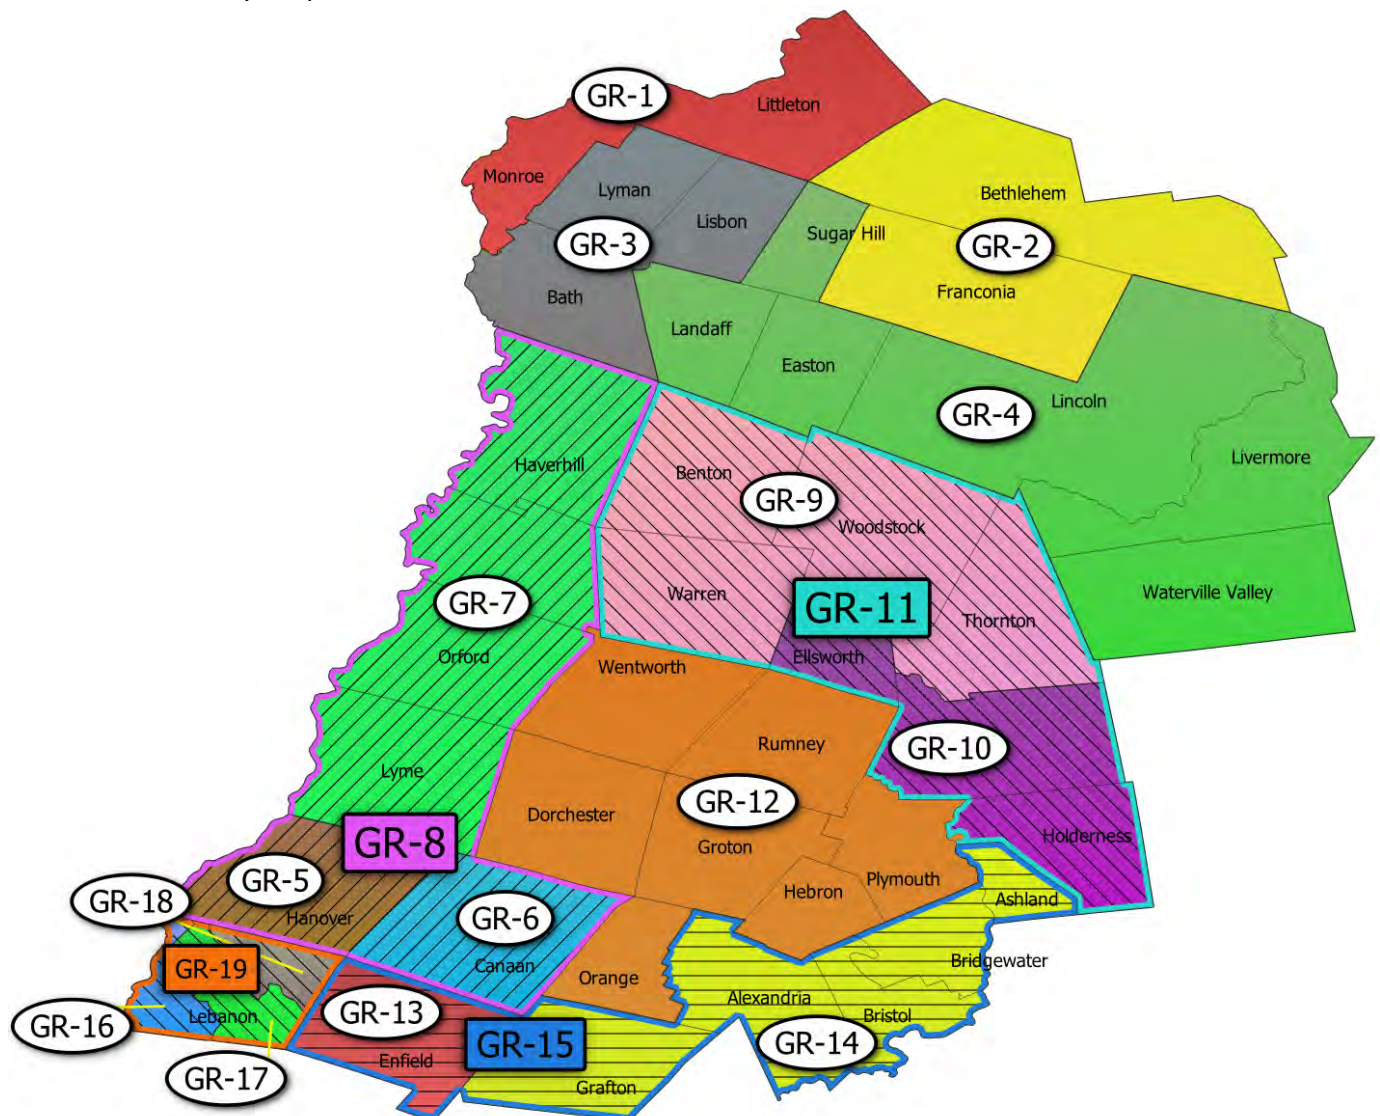 GR-1
Littleton
Monroe
Lyman
Bethlehem
Lisbon
Sugar Hill
GR-3
GR-2
Bath
Franconia
Landaff
Easton
Lincoln
GR-4
Livermore
Haverhill
Benton
GR-9
Woodstock
Warren
GR-11
Waterville Valley
GR-7
Thornton
Orford
Wentworth
Ellsworth
Rumney
GR-10
Lyme
GR-12
Dorchester
Holderness
GR-8
Groton
GR-5
Plymouth
Hebron
GR-18
Hanover
GR-6
Ashland
GR-19
Canaan
Orange
Bridgewater
Alexandria
GR-16
Lebanon
GR-13
Bristol
GR-15
GR-14
Enfield
GR-17
Grafton